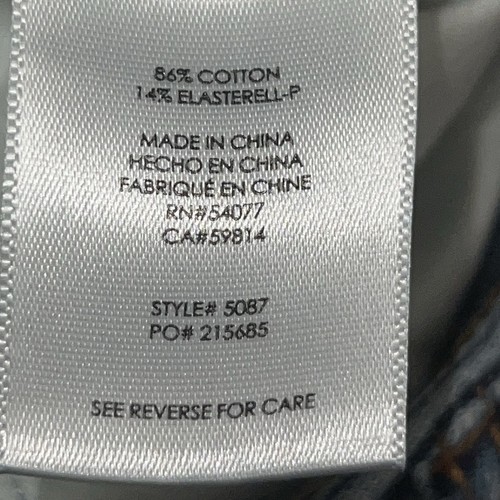 86% COTTON
14% ELASTERELL-P
MADE IN CHINA
HECHO EN CHINA
FABRIQUÉ EN CHINE
RN#54077
CA#59814
STYLE# 5087
PO# 215685
SEE REVERSE FOR CARE